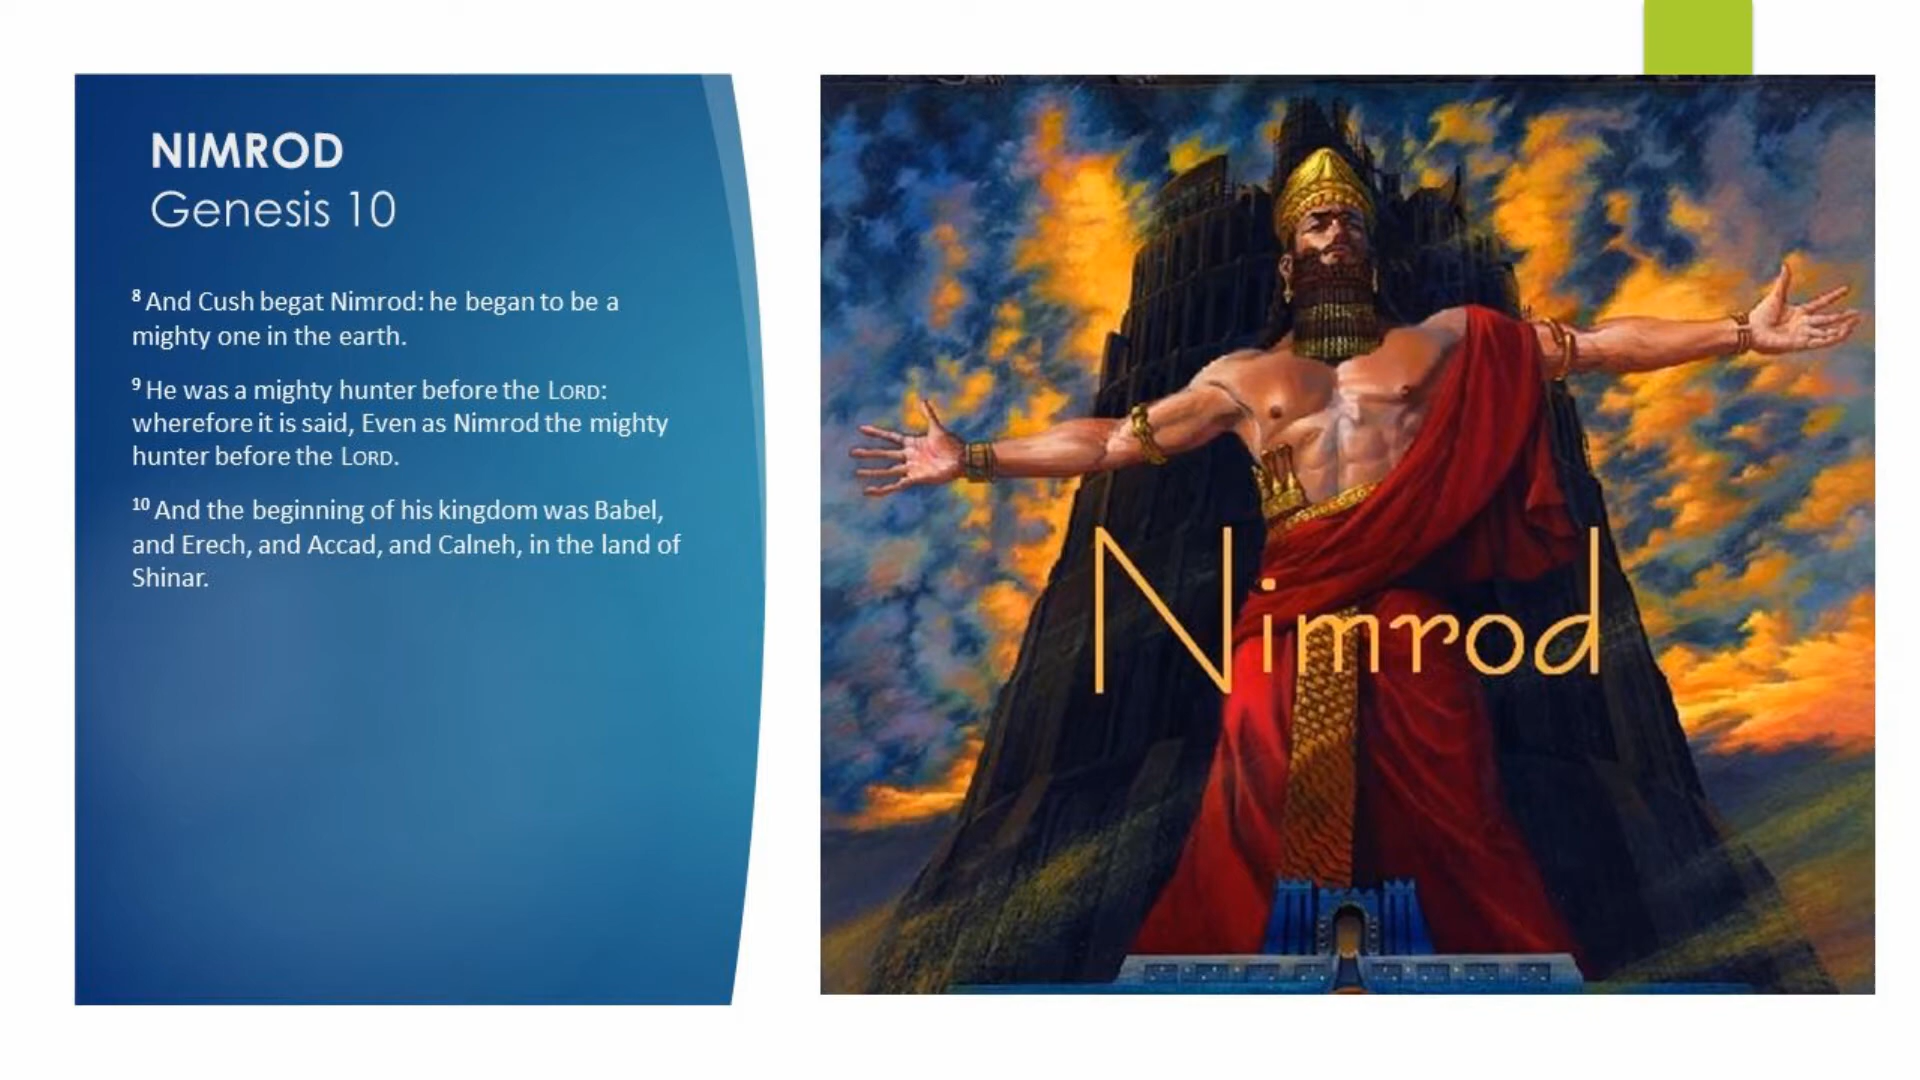 NIMROD
Genesis 10
8 And Cush begat Nimrod: he began to be a
mighty one in the earth.
9 He was a mighty hunter before the LORD:
wherefore it is said, Even as Nimrod the mighty
hunter before the LORD.
10 And the beginning of his kingdom was Babel,
and Erech, and Accad, and Calneh, in the land of
Shinar.
Nimrod